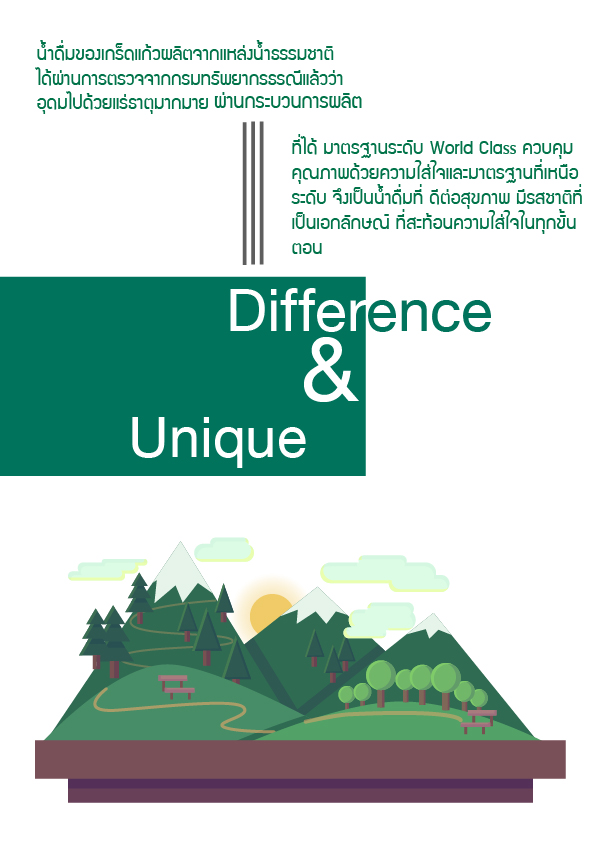 น้ำดื่มของเกร็ดแก้วผลิตจากแหล่งน้ำธรรมชาติ
ได้ผ่านการตรวจจากกรมทรัพยากรธรณีแล้วว่า
อุดมไปด้วยแร่ธาตุมากมาย ผ่านกระบวนการผลิต
ที่ได้ มาตรฐานระดับ World Class ควบคุม
คุณภาพด้วยความใส่ใจและมาตรฐานที่เหนือ
ระดับ จึงเป็นน้ำดื่มที่ ดีต่อสุขภาพ มีรสชาติที่
เป็นเอกลักษณ์ ที่สะท้อนความใส่ใจในทุกขั้น
ตอน
Difference
&
Unique